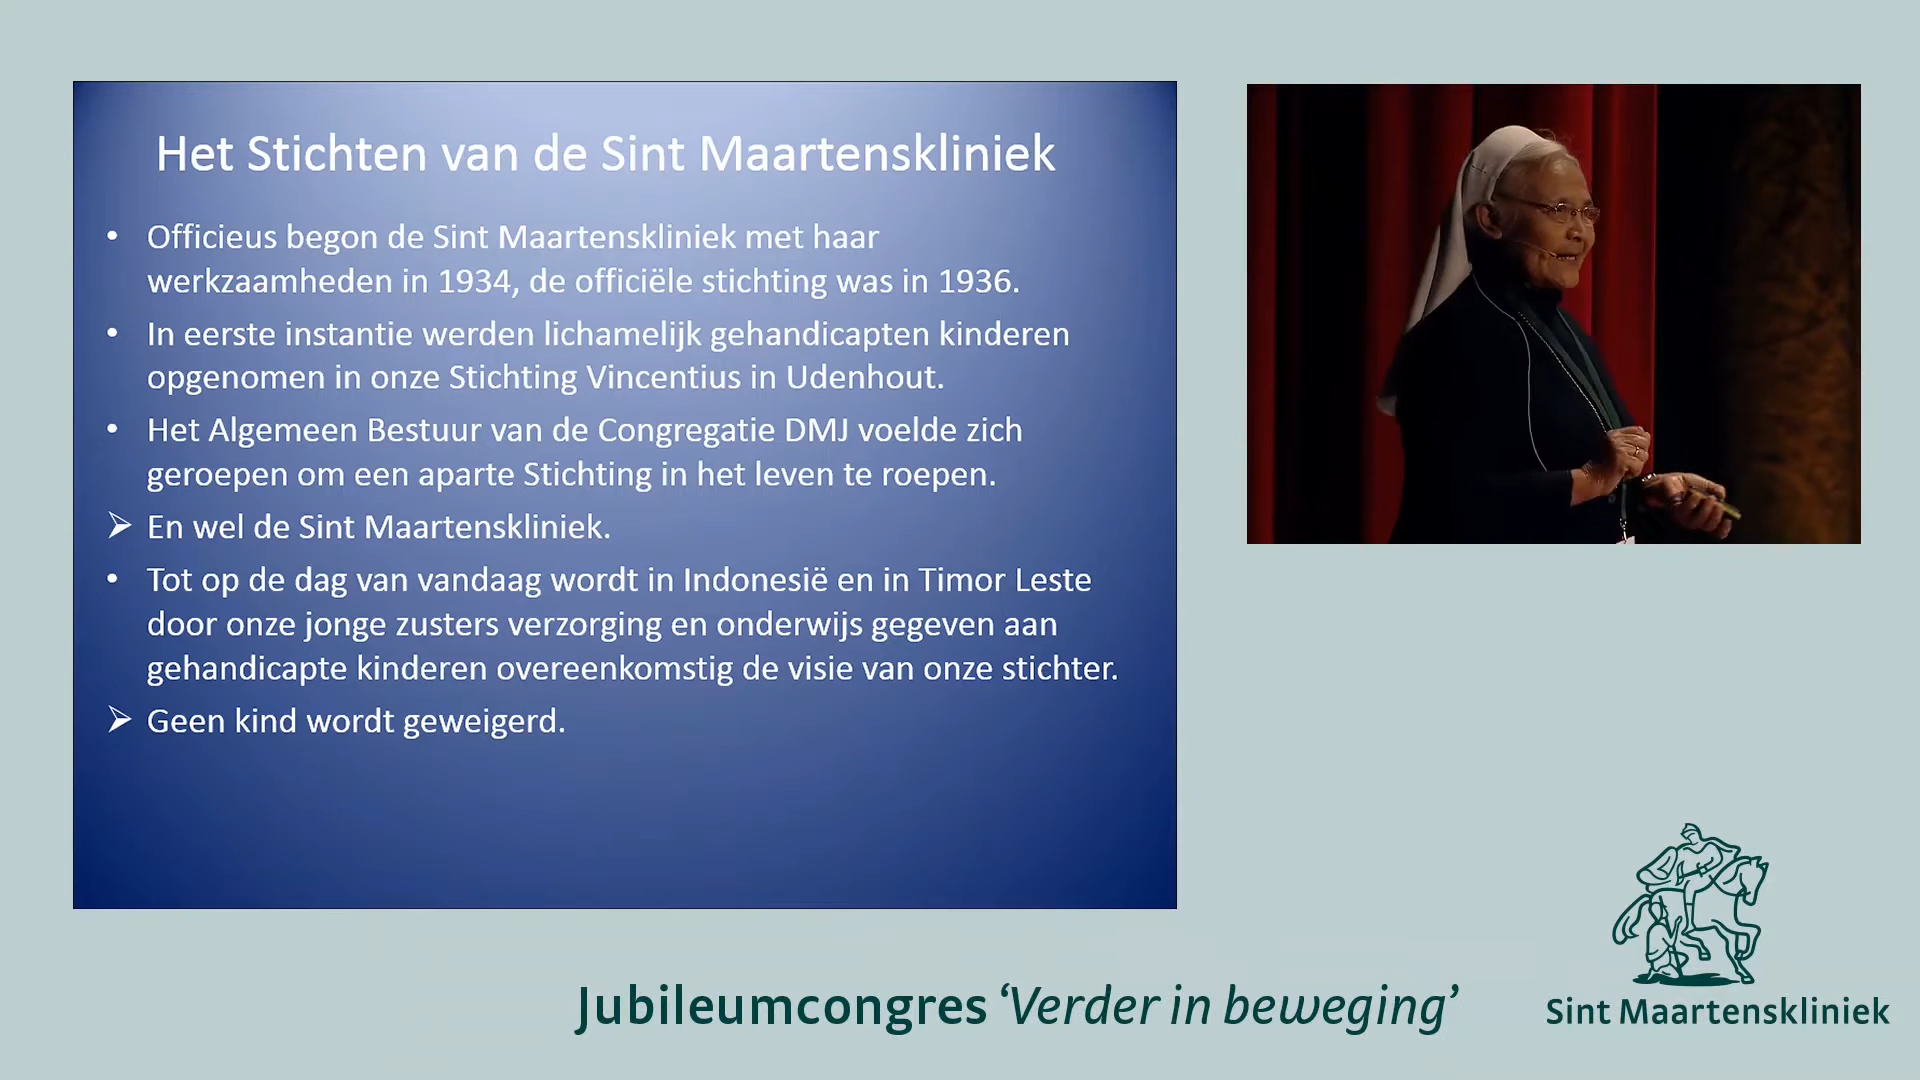 Het Stichten van de Sint Maartenskliniek
• Officieus begon de Sint Maartenskliniek met haar
werkzaamheden in 1934, de officiële stichting was in 1936.
• In eerste instantie werden lichamelijk gehandicapten kinderen
opgenomen in onze Stichting Vincentius in Udenhout.
• Het Algemeen Bestuur van de Congregatie DMJ voelde zich
geroepen om een aparte Stichting in het leven te roepen.
➢ En wel de Sint Maartenskliniek.
• Tot op de dag van vandaag wordt in Indonesië en in Timor Leste
door onze jonge zusters verzorging en onderwijs gegeven aan
gehandicapte kinderen overeenkomstig de visie van onze stichter.
➢ Geen kind wordt geweigerd.
Jubileumcongres ‘Verder in beweging’
Sint Maartenskliniek